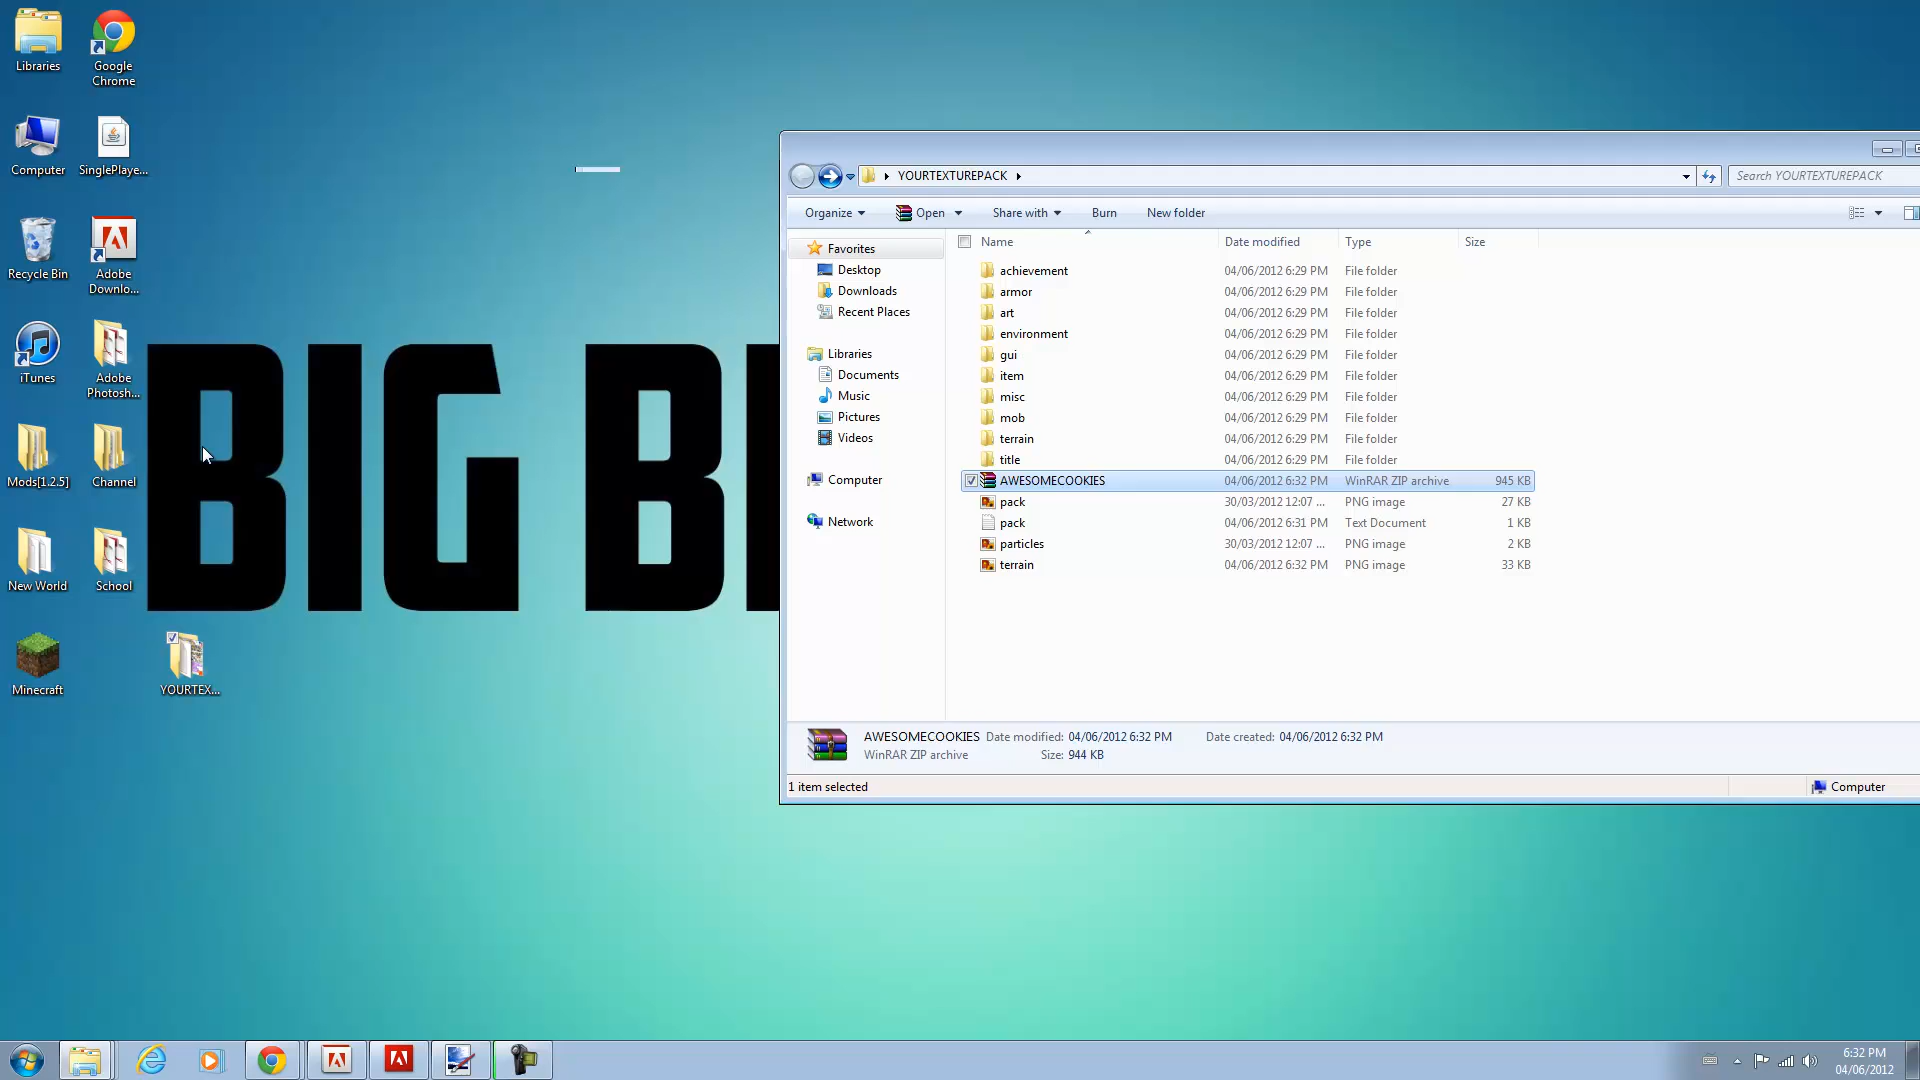 Libraries
Google
Chrome
Computer
SinglePlaye...
Recycle Bin
Adobe
Downlo...
iTunes
Adobe
Photosh...
Mods[1.2.5]
Channel
New World
School
Minecraft
YOURTEX...
BIG B
YOURTEXTUREPACK
Search YOURTEXTUREPACK
Organize
Open
Share with
Burn
New folder
Favorites
Desktop
Downloads
Recent Places
Libraries
Documents
Music
Pictures
Videos
Computer
Network
Name Date modified Type Size
achievement 04/06/2012 6:29 PM File folder
armor 04/06/2012 6:29 PM File folder
art 04/06/2012 6:29 PM File folder
environment 04/06/2012 6:29 PM File folder
gui 04/06/2012 6:29 PM File folder
item 04/06/2012 6:29 PM File folder
misc 04/06/2012 6:29 PM File folder
mob 04/06/2012 6:29 PM File folder
terrain 04/06/2012 6:29 PM File folder
title 04/06/2012 6:29 PM File folder
AWESOMECOOKIES 04/06/2012 6:32 PM WinRAR ZIP archive 945 KB
pack 30/03/2012 12:07 ... PNG image 27 KB
pack 04/06/2012 6:31 PM Text Document 1 KB
particles 30/03/2012 12:07 ... PNG image 2 KB
terrain 04/06/2012 6:32 PM PNG image 33 KB
AWESOMECOOKIES Date modified: 04/06/2012 6:32 PM Date created: 04/06/2012 6:32 PM
WinRAR ZIP archive Size: 944 KB
1 item selected
Computer
6:32 PM
04/06/2012